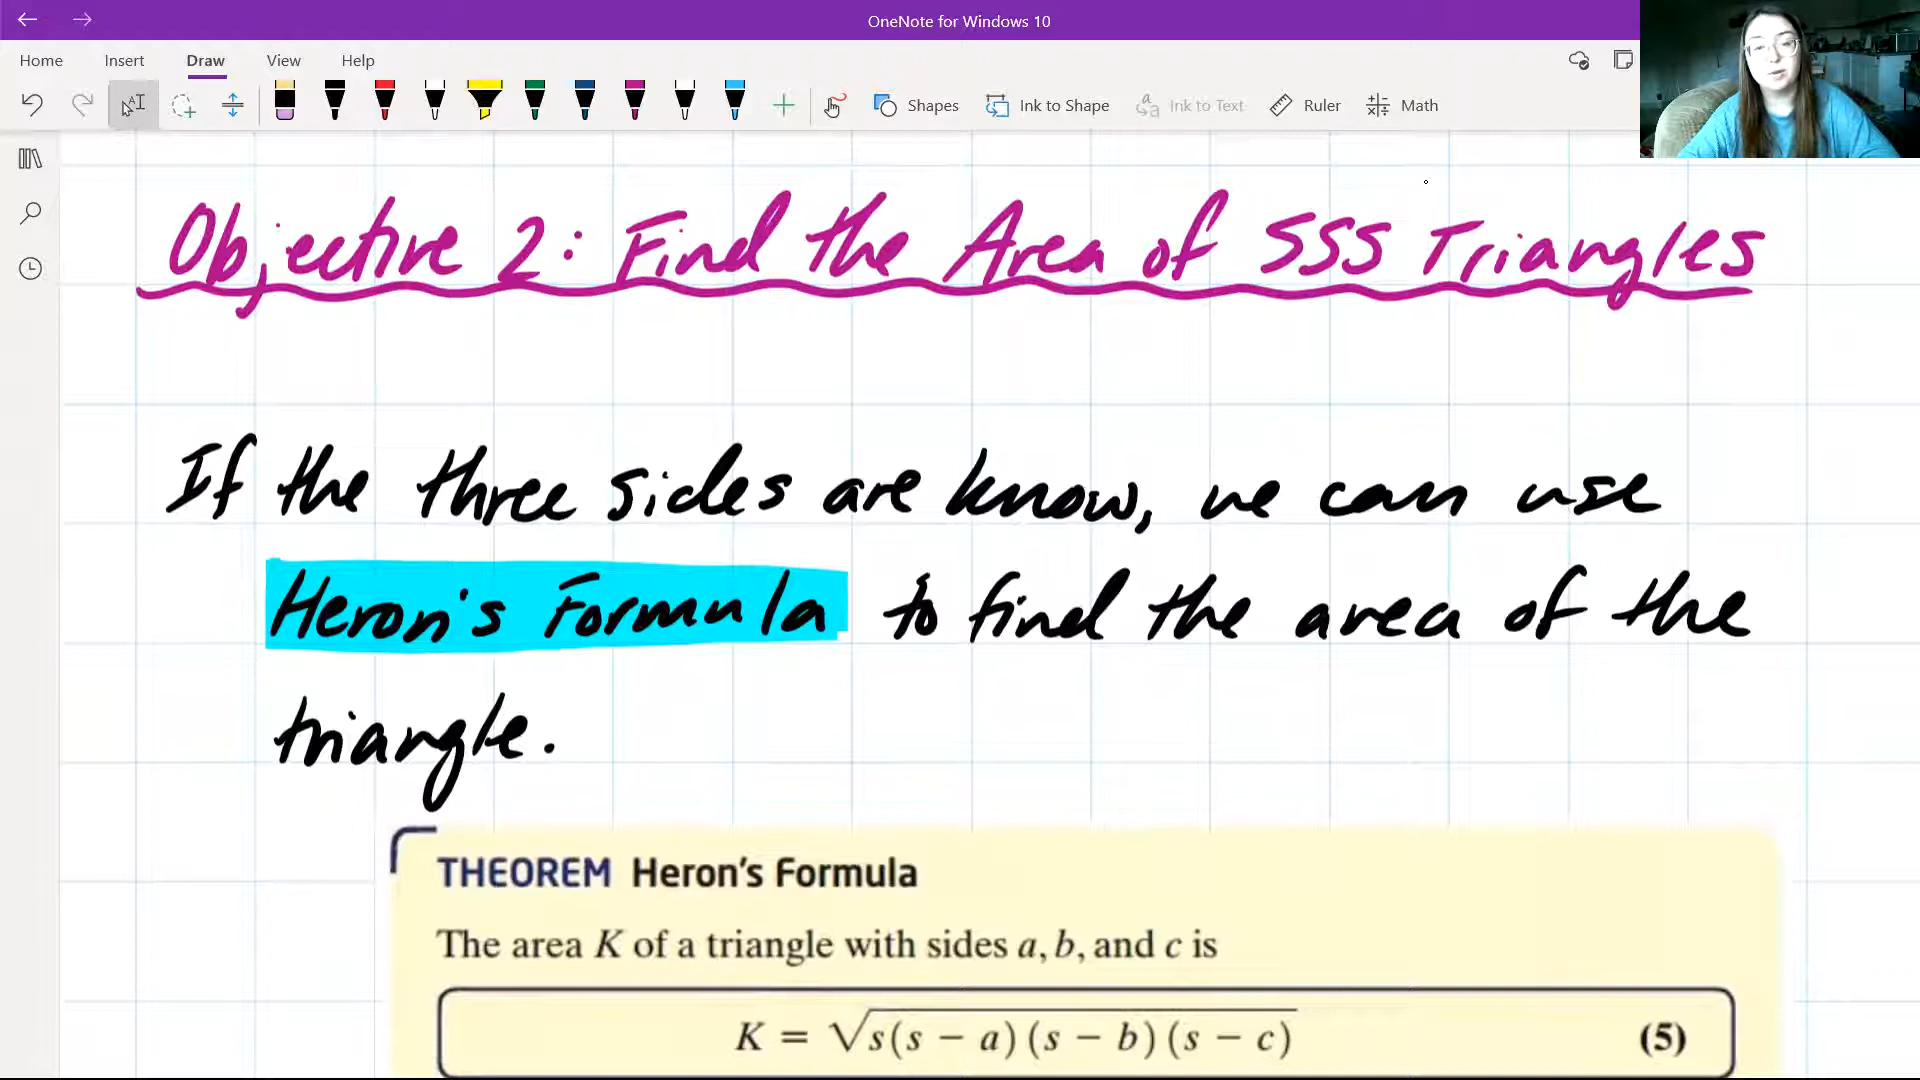 OneNote for Windows 10
Home Insert Draw View Help
Shapes Ink to Shape Ink to Text Ruler Math
Objective 2: Find the Area of SSS Triangles
If the three sides are know, we can use
Heron's Formula to find the area of the
triangle.
THEOREM Heron's Formula
The area K of a triangle with sides a, b, and c is
K = √s(s − a)(s − b)(s − c) (5)